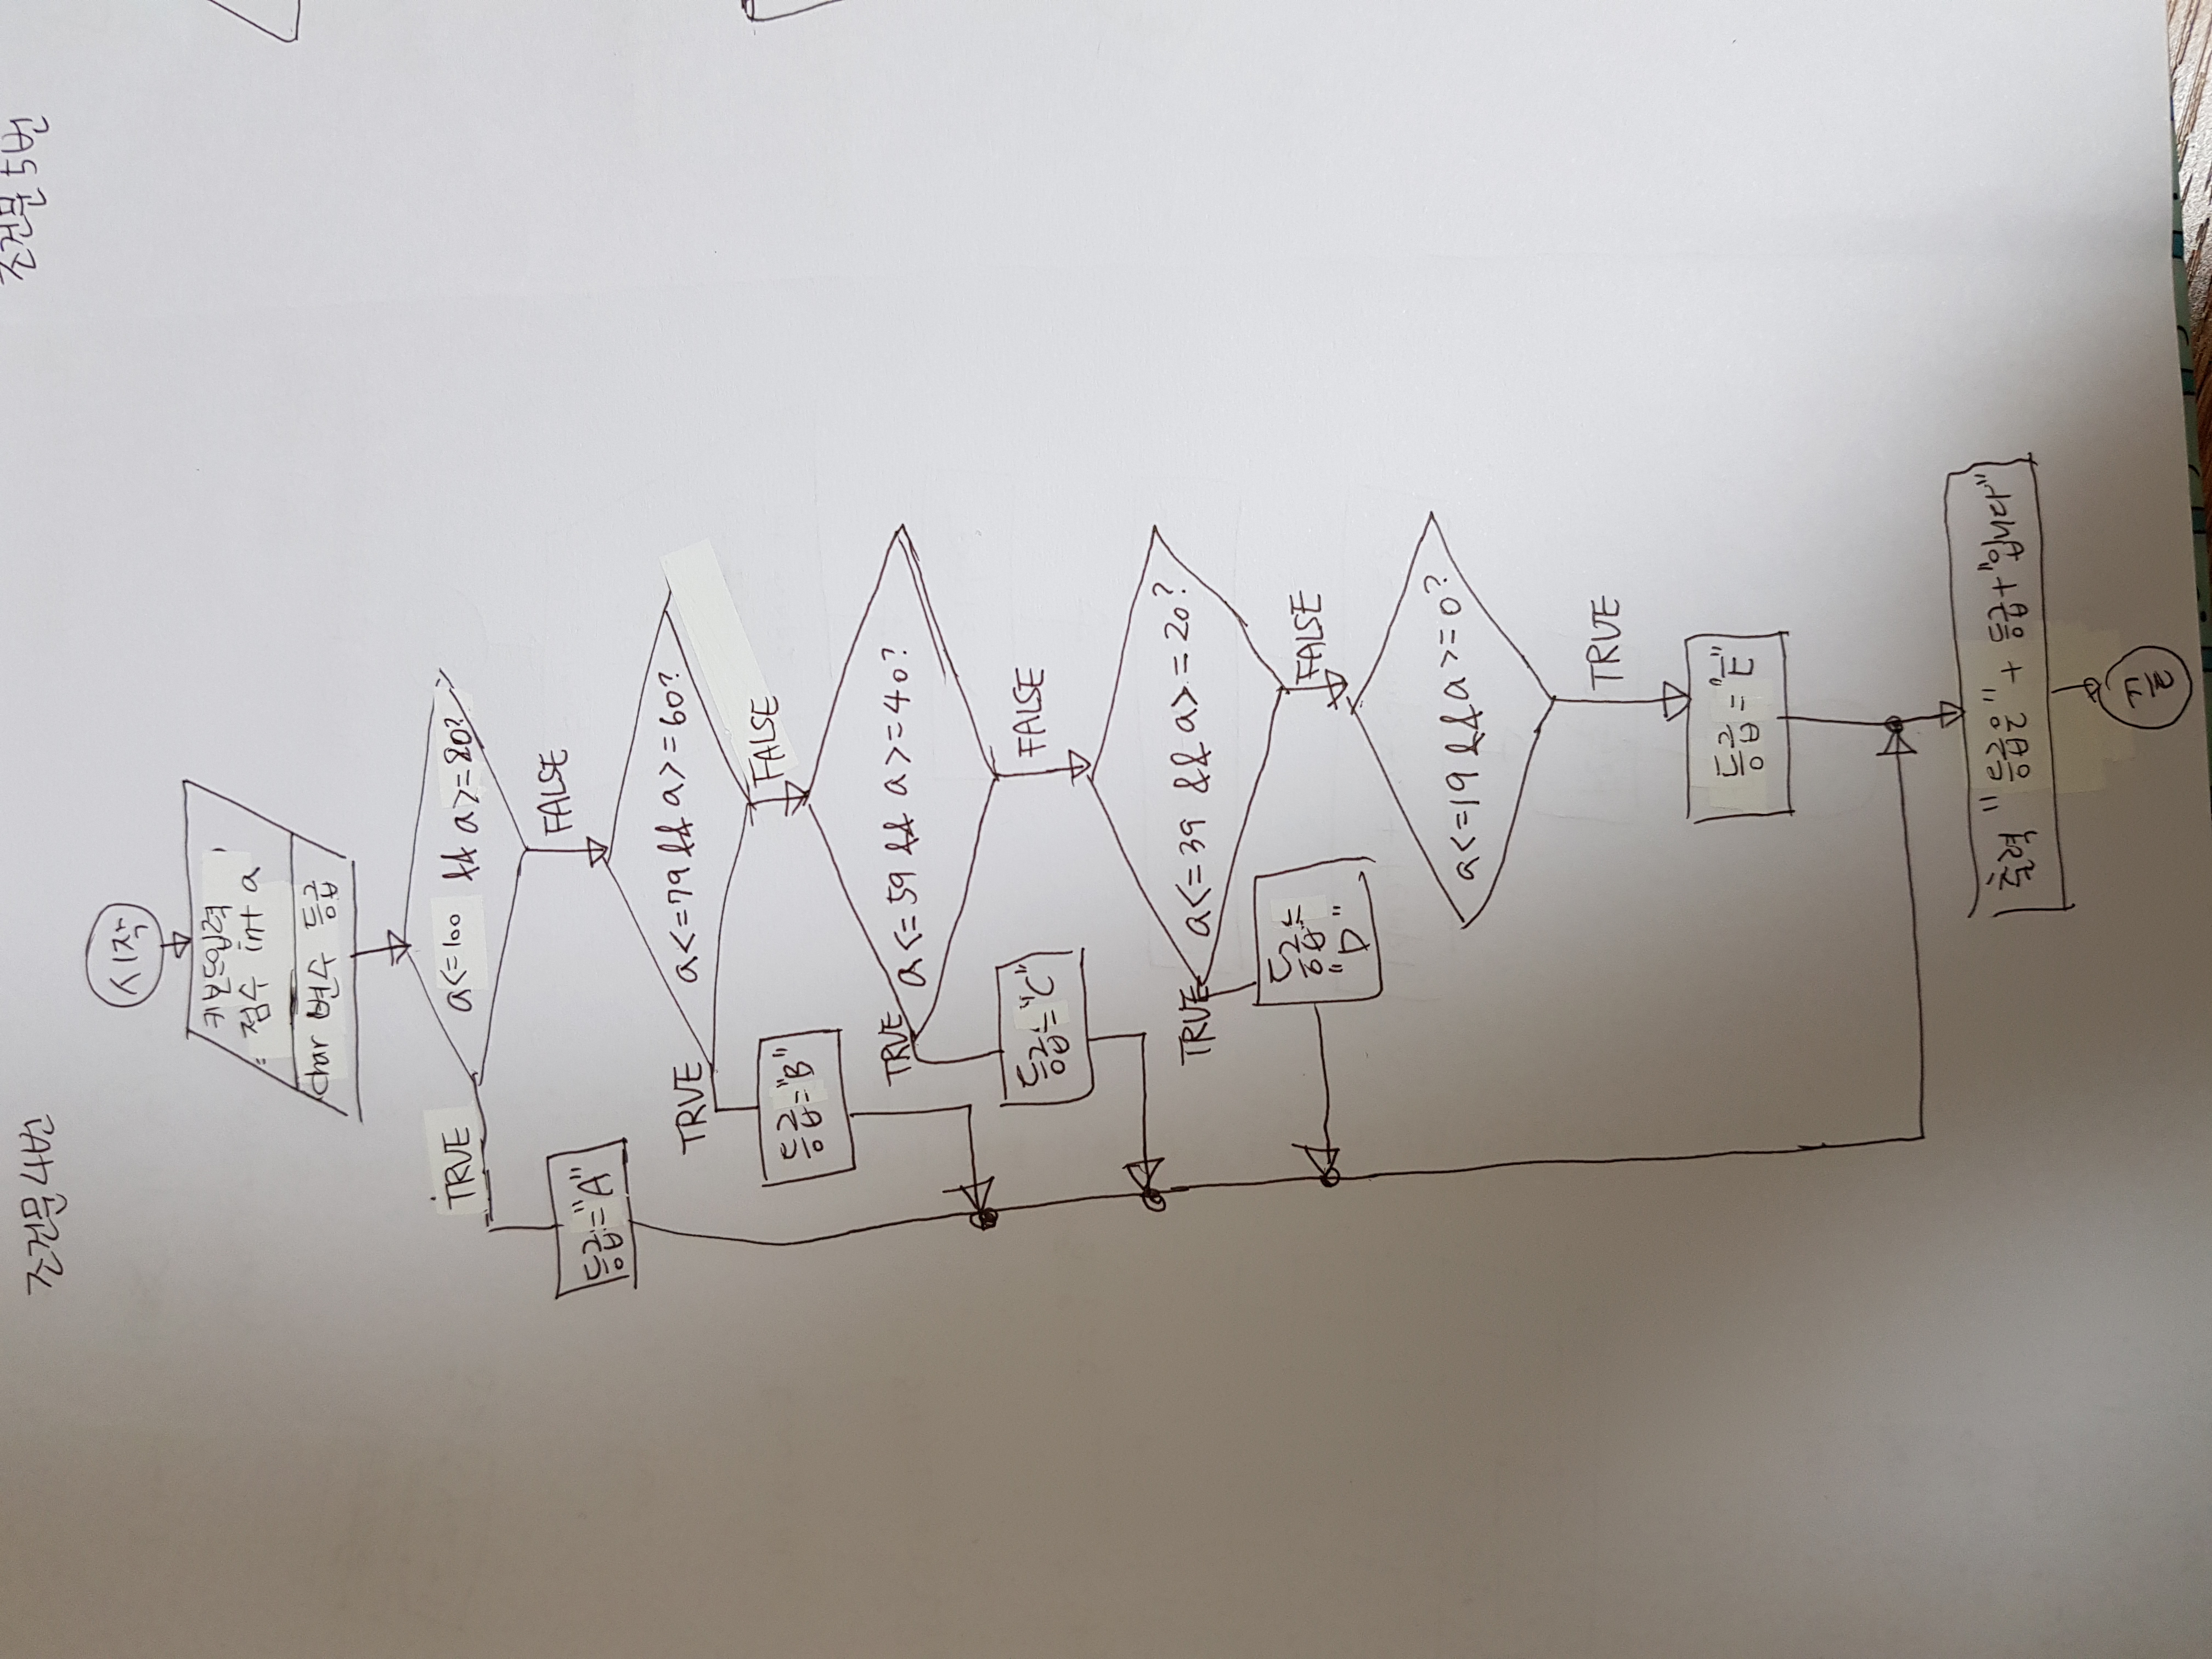 조건문 4번
조건문 5번
시작
키보드입력
점수 int a
char 변수 등급
a<=100 && a>=80?
TRUE
FALSE
등급="A"
a<=79 && a>=60?
TRUE
FALSE
등급="B"
a<=59 && a>=40?
TRUE
FALSE
등급="C"
a<=39 && a>=20?
TRUE
FALSE
등급=
"D"
a<=19 && a>=0?
TRUE
등급="E"
출력 "등급은" + 등급+"입니다"
끝